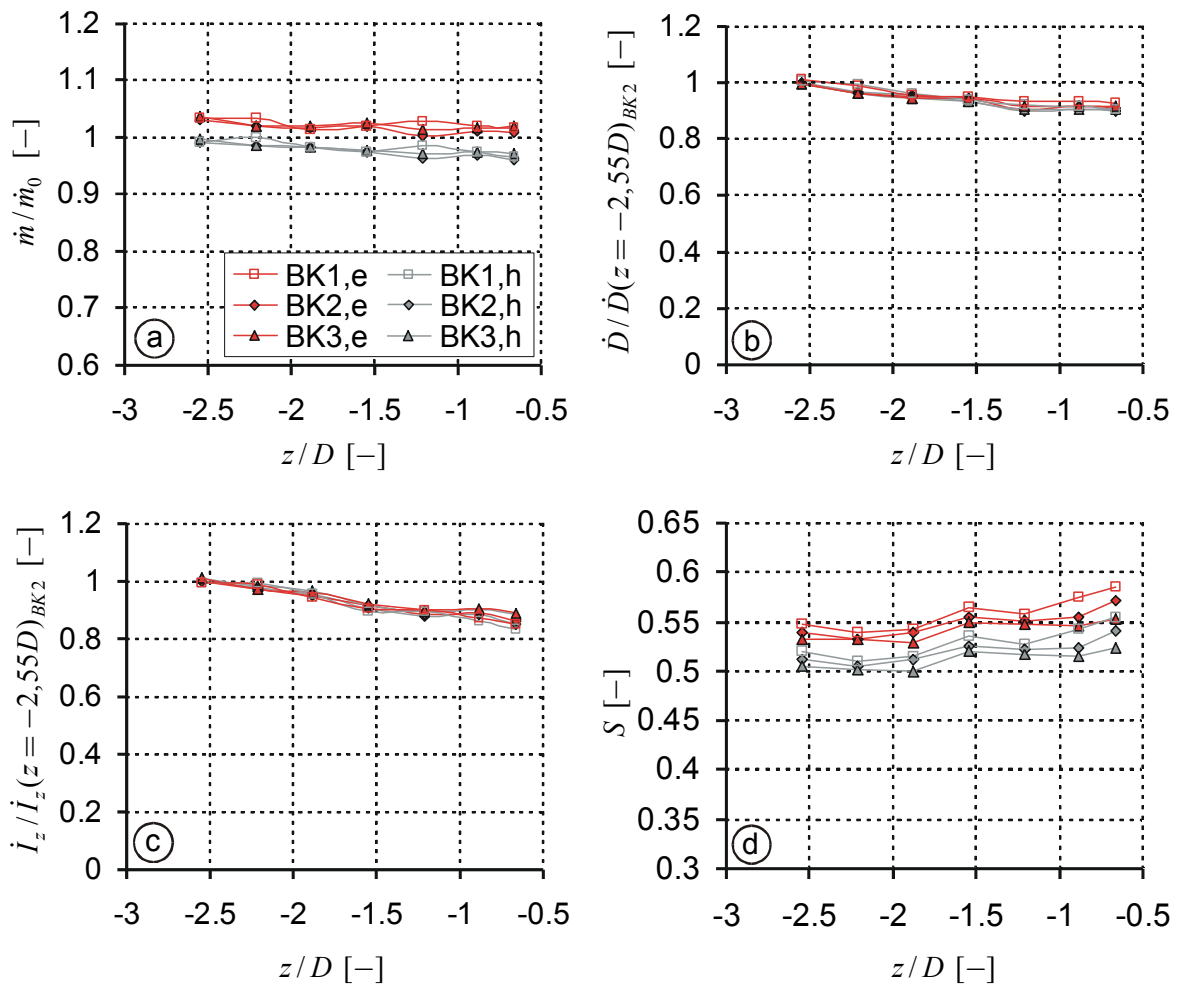 1.2
1.1
1
0.9
0.8
0.7
0.6
ṁ/ṁ₀ [−]
BK1,e BK1,h
BK2,e BK2,h
BK3,e BK3,h
a
-3 -2.5 -2 -1.5 -1 -0.5
z/D [−]
1.2
1
0.8
0.6
0.4
0.2
0
Ḋ/Ḋ(z=−2,55D)_BK2 [−]
b
-3 -2.5 -2 -1.5 -1 -0.5
z/D [−]
1.2
1
0.8
0.6
0.4
0.2
0
İ_z/İ_z(z=−2,55D)_BK2 [−]
c
-3 -2.5 -2 -1.5 -1 -0.5
z/D [−]
0.65
0.6
0.55
0.5
0.45
0.4
0.35
0.3
S [−]
d
-3 -2.5 -2 -1.5 -1 -0.5
z/D [−]